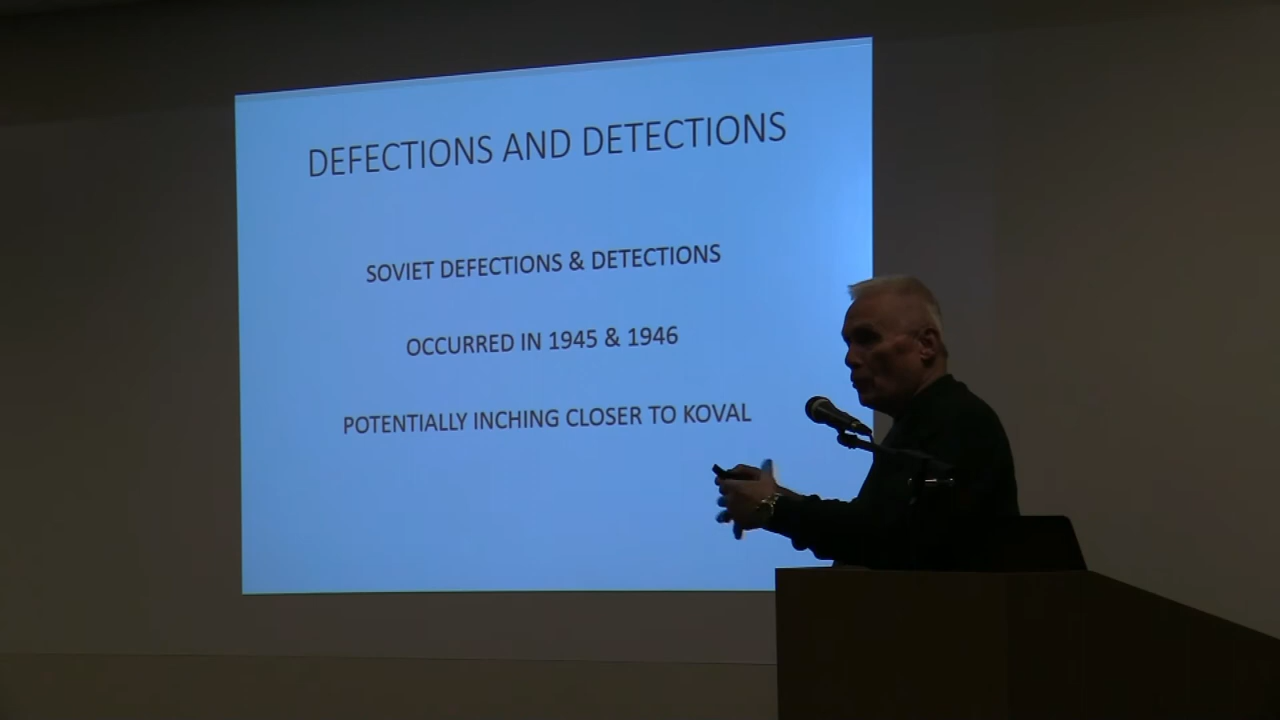 DEFECTIONS AND DETECTIONS
SOVIET DEFECTIONS & DETECTIONS
OCCURRED IN 1945 & 1946
POTENTIALLY INCHING CLOSER TO KOVAL